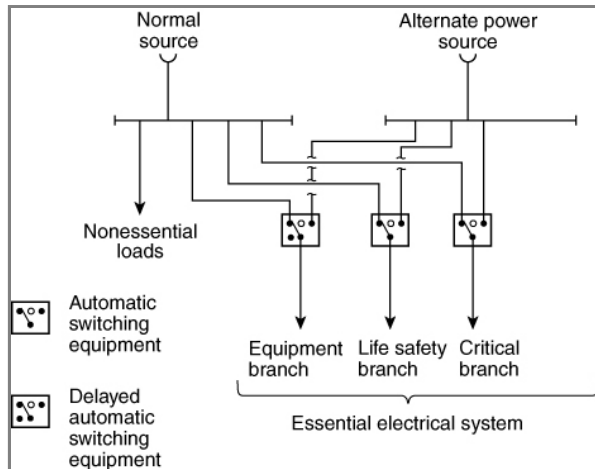 Normal
source
Alternate power
source
Nonessential
loads
Automatic
switching
equipment
Delayed
automatic
switching
equipment
Equipment
branch
Life safety
branch
Critical
branch
Essential electrical system